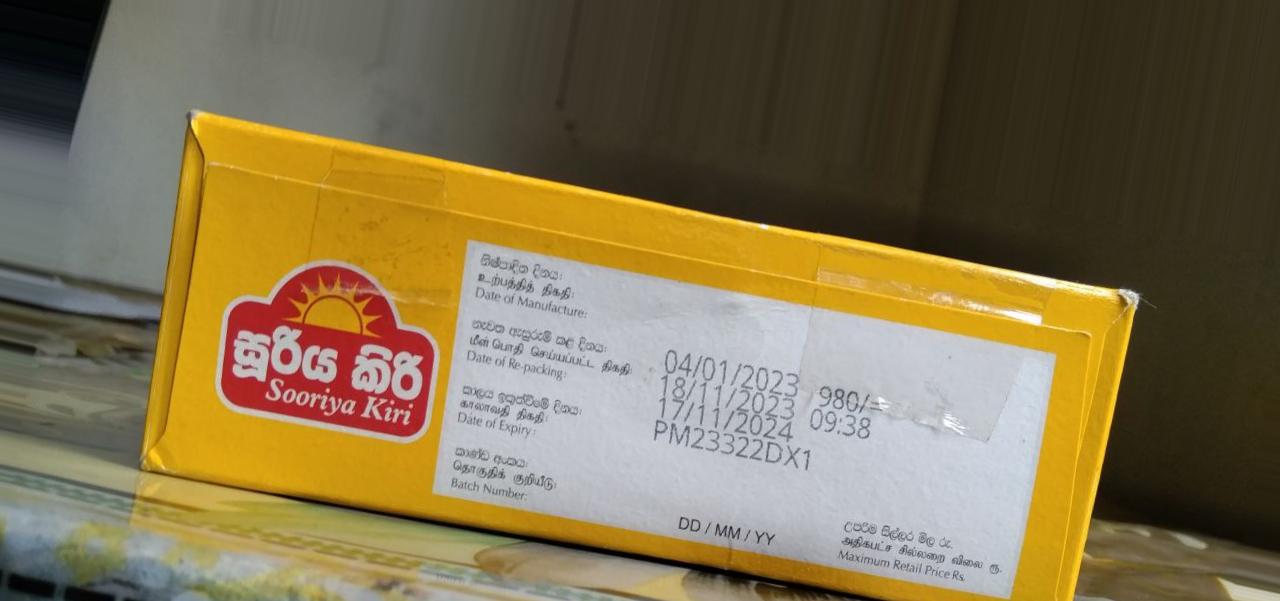 සූරිය කිරි
Sooriya Kiri
නිෂ්පාදිත දිනය:
உற்பத்தித் திகதி:
Date of Manufacture:
නැවත ඇසුරුම් කළ දිනය:
மீள் பொதி செய்யப்பட்ட திகதி:
Date of Re-packing:
කාලය ඉකුත්වීමේ දිනය:
காலாவதி திகதி:
Date of Expiry:
කාණ්ඩ අංකය:
தொகுதிக் குறியீடு:
Batch Number:
04/01/2023 980/=
18/11/2023 09:38
17/11/2024
PM23322DX1
DD / MM / YY
උපරිම සිල්ලර මිල රු.
அதிகபட்ச சில்லறை விலை ரூ.
Maximum Retail Price Rs.